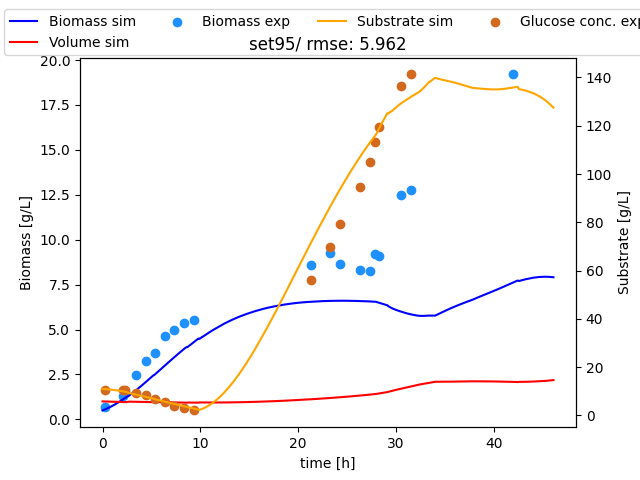 Biomass sim
Biomass exp
Substrate sim
Glucose conc. exp
Volume sim
set95/ rmse: 5.962
20.0
17.5
15.0
12.5
10.0
7.5
5.0
2.5
0.0
Biomass [g/L]
140
120
100
80
60
40
20
0
Substrate [g/L]
0
10
20
30
40
time [h]